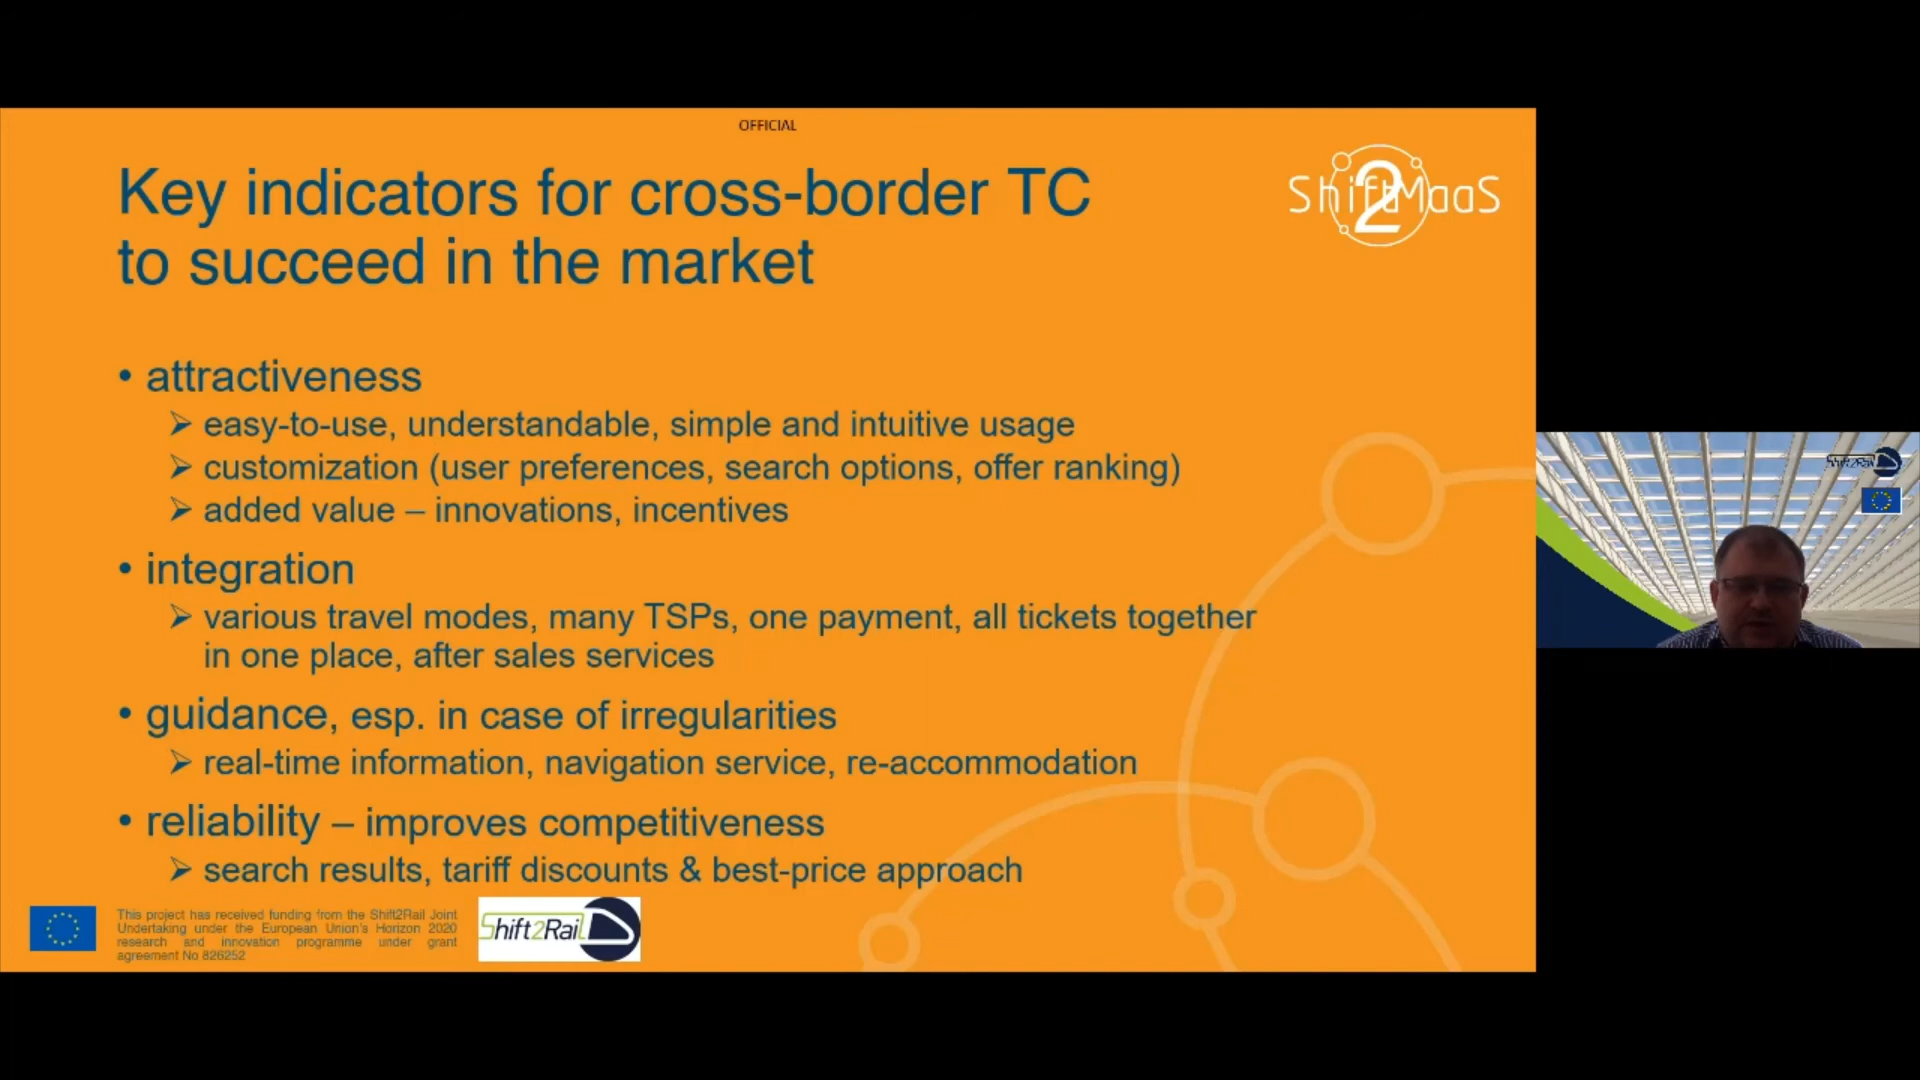 OFFICIAL
Key indicators for cross-border TC
to succeed in the market
Shift2MaaS
• attractiveness
➢ easy-to-use, understandable, simple and intuitive usage
➢ customization (user preferences, search options, offer ranking)
➢ added value – innovations, incentives
• integration
➢ various travel modes, many TSPs, one payment, all tickets together
in one place, after sales services
• guidance, esp. in case of irregularities
➢ real-time information, navigation service, re-accommodation
• reliability – improves competitiveness
➢ search results, tariff discounts & best-price approach
This project has received funding from the Shift2Rail Joint
Undertaking under the European Union's Horizon 2020
research and innovation programme under grant
agreement No 826252
Shift2Rail
Shift2Rail